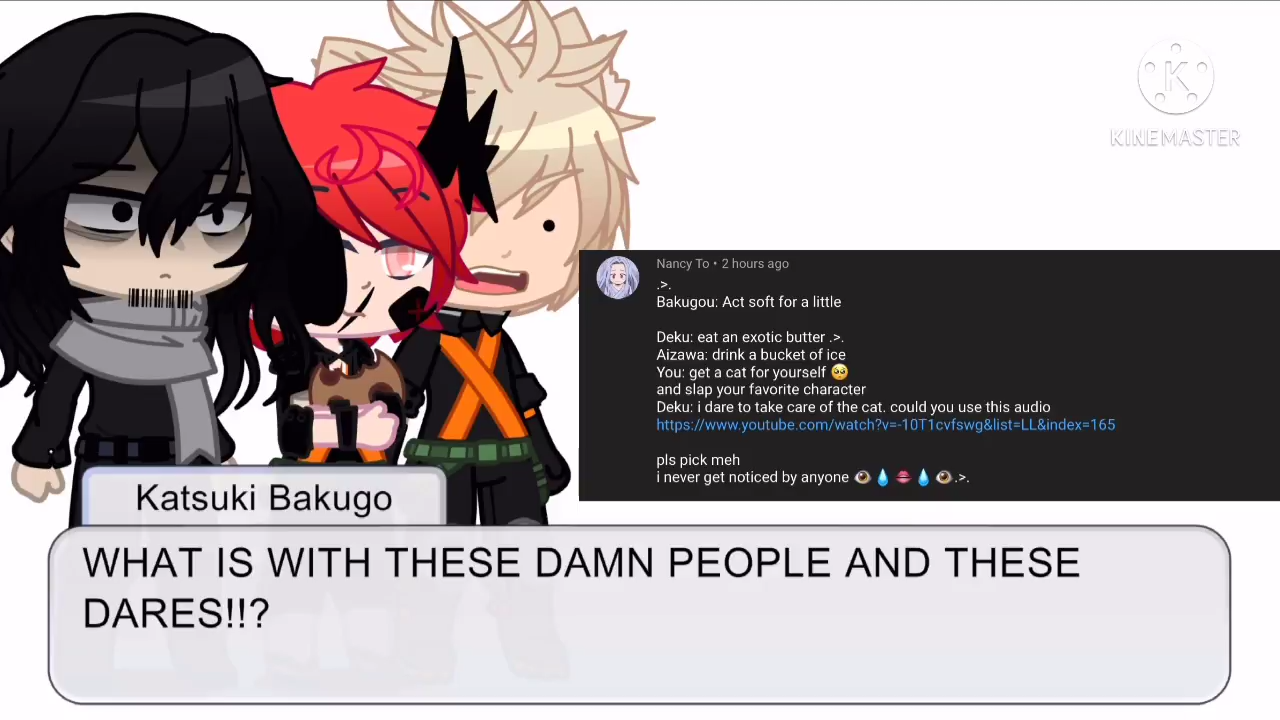 KINEMASTER
Nancy To • 2 hours ago
.>.
Bakugou: Act soft for a little
Deku: eat an exotic butter .>.
Aizawa: drink a bucket of ice
You: get a cat for yourself 🥺
and slap your favorite character
Deku: i dare to take care of the cat. could you use this audio
https://www.youtube.com/watch?v=-10T1cvfswg&list=LL&index=165
pls pick meh
i never get noticed by anyone 👁💧👄💧👁.>.
Katsuki Bakugo
WHAT IS WITH THESE DAMN PEOPLE AND THESE
DARES!!?